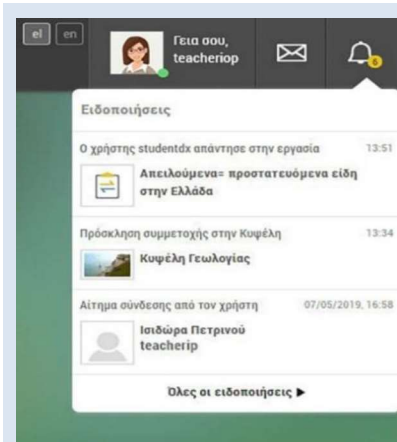 el en
Γεια σου,
teacheriop
6
Ειδοποιήσεις
Ο χρήστης studentdx απάντησε στην εργασία 13:51
Απειλούμενα= προστατευόμενα είδη
στην Ελλάδα
Πρόσκληση συμμετοχής στην Κυψέλη 13:34
Κυψέλη Γεωλογίας
Αίτημα σύνδεσης από τον χρήστη 07/05/2019, 16:58
Ισιδώρα Πετρινού
teacherip
Όλες οι ειδοποιήσεις ▶